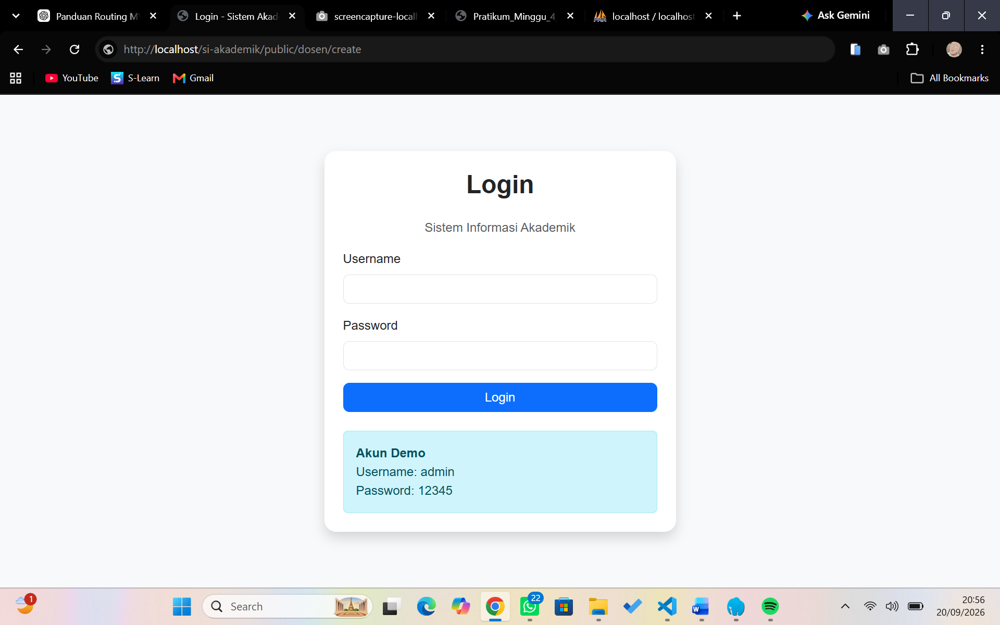 Panduan Routing M
Login - Sistem Akad
screencapture-local
Pratikum_Minggu_4_
localhost / localhost
Ask Gemini
http://localhost/si-akademik/public/dosen/create
YouTube
S-Learn
Gmail
All Bookmarks
Login
Sistem Informasi Akademik
Username
Password
Login
Akun Demo
Username: admin
Password: 12345
1
Search
22
20:56
20/09/2026